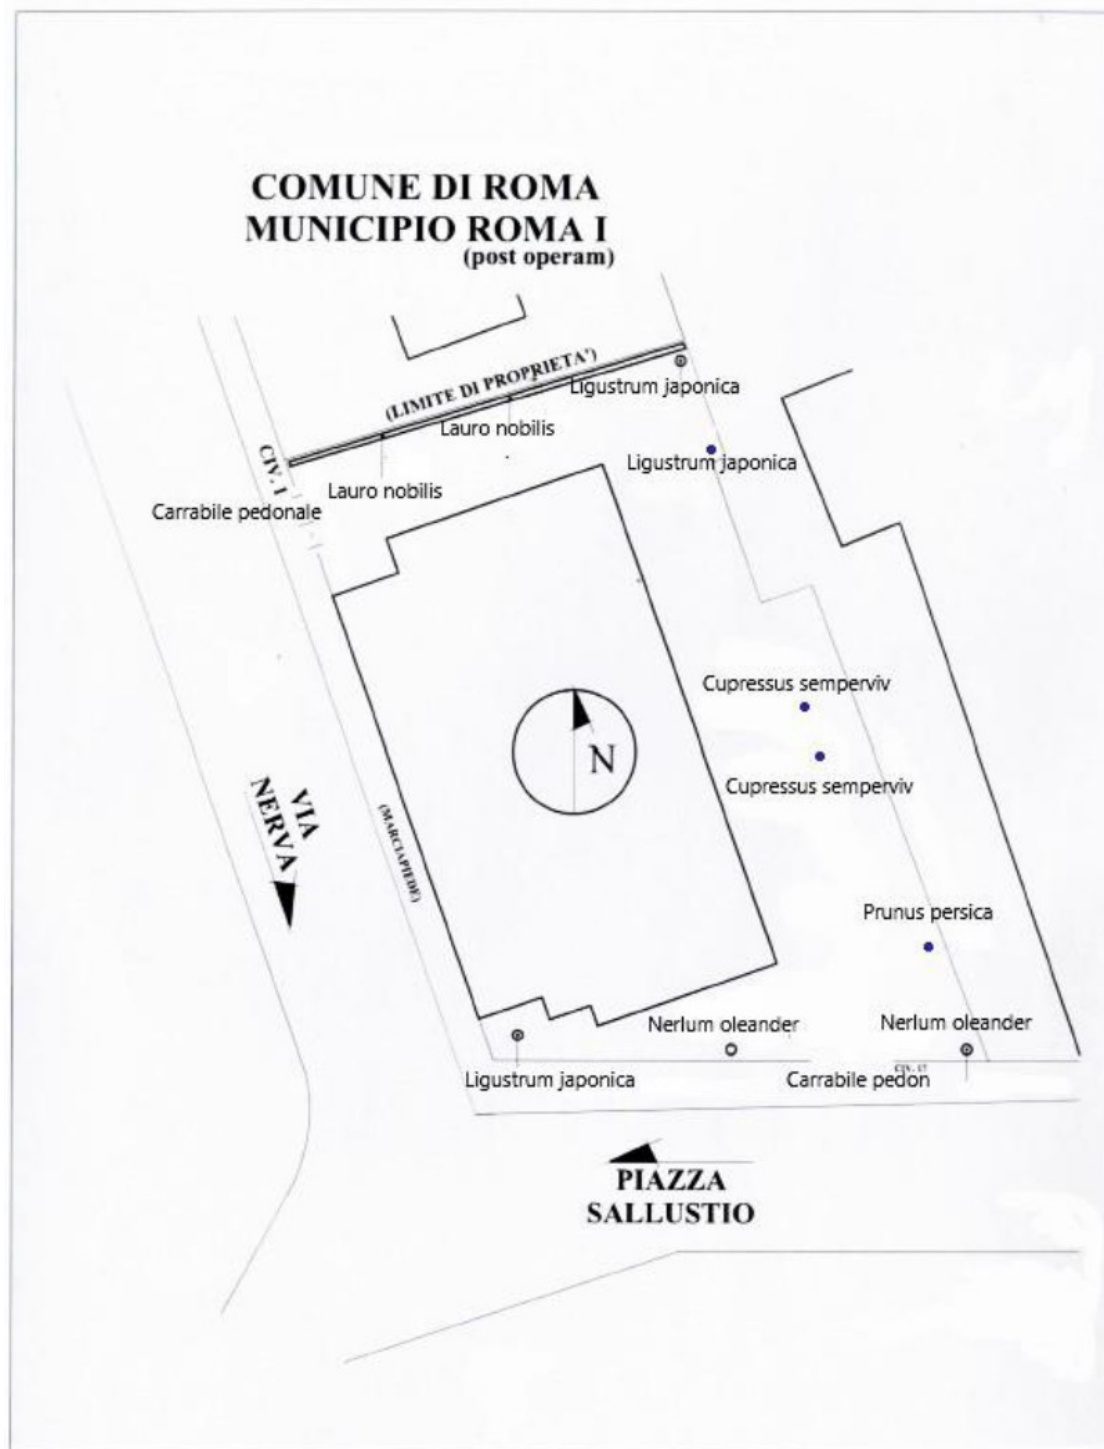 COMUNE DI ROMA
MUNICIPIO ROMA I
(post operam)
(LIMITE DI PROPRIETA')
Ligustrum japonica
Lauro nobilis
CIV. 1
Ligustrum japonica
Lauro nobilis
Carrabile pedonale
Cupressus semperviv
N
Cupressus semperviv
VIA
NERVA
(MARCIAPIEDE)
Prunus persica
Nerlum oleander
Nerlum oleander
CIV. 17
Ligustrum japonica
Carrabile pedon
PIAZZA
SALLUSTIO